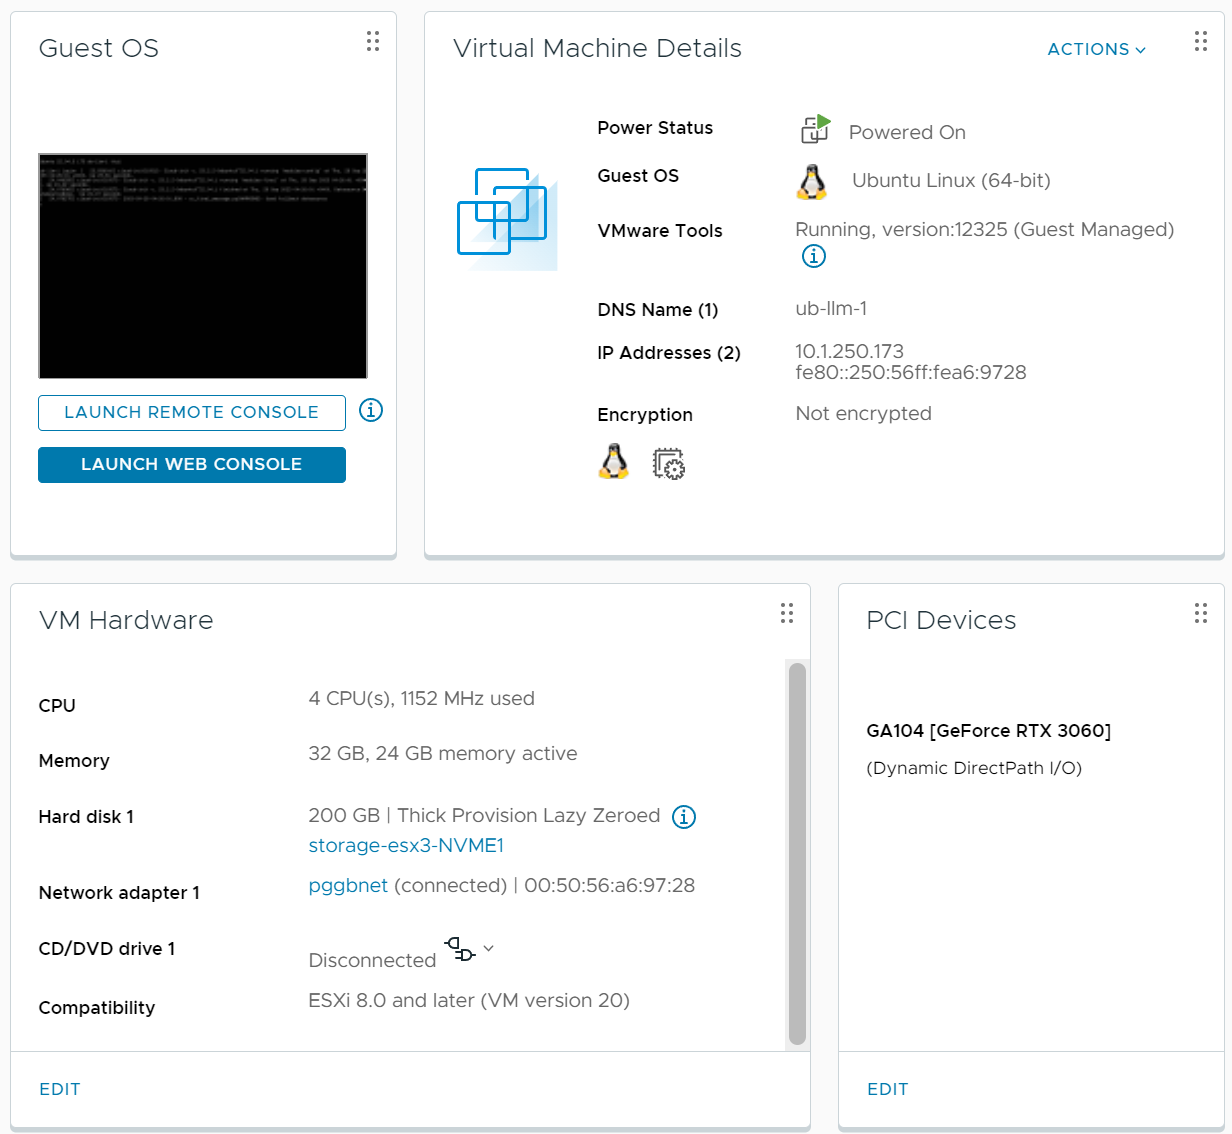 Guest OS
LAUNCH REMOTE CONSOLE
LAUNCH WEB CONSOLE
Virtual Machine Details
ACTIONS
Power Status
Powered On
Guest OS
Ubuntu Linux (64-bit)
VMware Tools
Running, version:12325 (Guest Managed)
DNS Name (1)
ub-llm-1
IP Addresses (2)
10.1.250.173
fe80::250:56ff:fea6:9728
Encryption
Not encrypted
VM Hardware
CPU
4 CPU(s), 1152 MHz used
Memory
32 GB, 24 GB memory active
Hard disk 1
200 GB | Thick Provision Lazy Zeroed
storage-esx3-NVME1
Network adapter 1
pggbnet (connected) | 00:50:56:a6:97:28
CD/DVD drive 1
Disconnected
Compatibility
ESXi 8.0 and later (VM version 20)
EDIT
PCI Devices
GA104 [GeForce RTX 3060]
(Dynamic DirectPath I/O)
EDIT